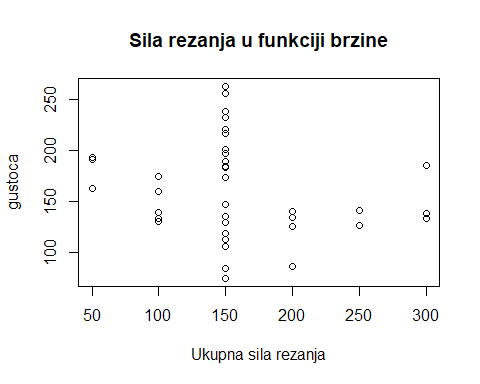 Sila rezanja u funkciji brzine
gustoca
250
200
150
100
50 100 150 200 250 300
Ukupna sila rezanja